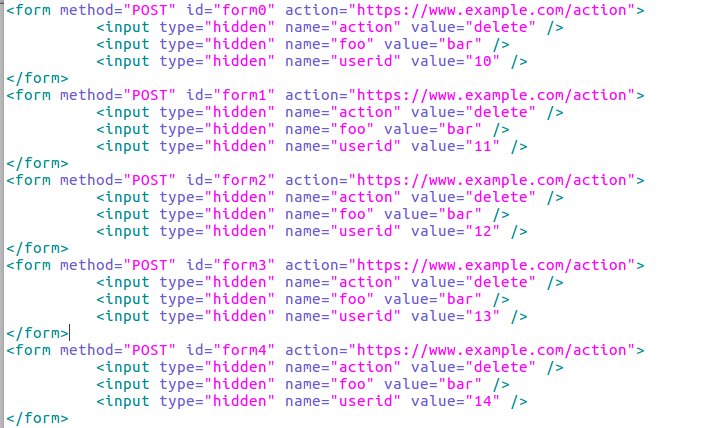 <form method="POST" id="form0" action="https://www.example.com/action">
<input type="hidden" name="action" value="delete" />
<input type="hidden" name="foo" value="bar" />
<input type="hidden" name="userid" value="10" />
</form>
<form method="POST" id="form1" action="https://www.example.com/action">
<input type="hidden" name="action" value="delete" />
<input type="hidden" name="foo" value="bar" />
<input type="hidden" name="userid" value="11" />
</form>
<form method="POST" id="form2" action="https://www.example.com/action">
<input type="hidden" name="action" value="delete" />
<input type="hidden" name="foo" value="bar" />
<input type="hidden" name="userid" value="12" />
</form>
<form method="POST" id="form3" action="https://www.example.com/action">
<input type="hidden" name="action" value="delete" />
<input type="hidden" name="foo" value="bar" />
<input type="hidden" name="userid" value="13" />
</form>
<form method="POST" id="form4" action="https://www.example.com/action">
<input type="hidden" name="action" value="delete" />
<input type="hidden" name="foo" value="bar" />
<input type="hidden" name="userid" value="14" />
</form>